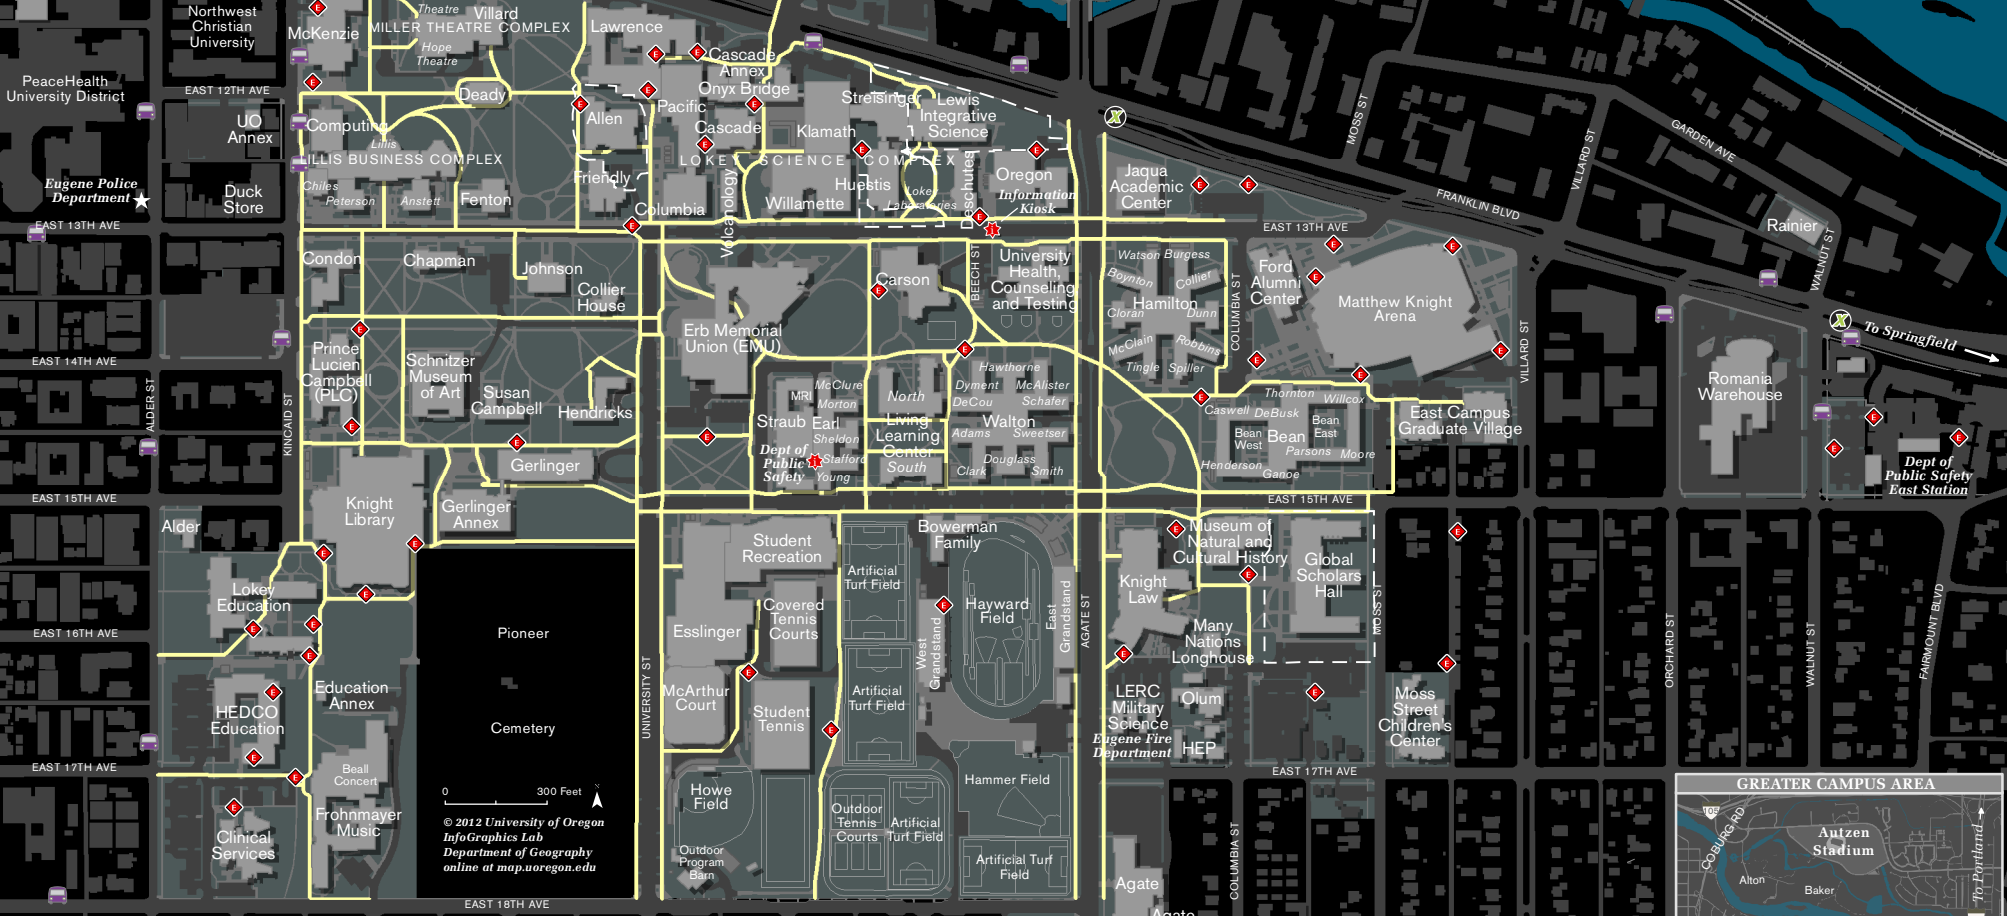 Northwest
Christian
University
McKenzie
Theatre
Villard
MILLER THEATRE COMPLEX
Hope
Theatre
Lawrence
Cascade
Annex
Onyx Bridge
PeaceHealth
University District
EAST 12TH AVE
UO
Annex
Deady
Computing
Lillis
LILLIS BUSINESS COMPLEX
Allen
Pacific
Cascade
Klamath
Streisinger
Lewis
Integrative
Science
LOKEY SCIENCE COMPLEX
Friendly
Huestis
Willamette
Columbia
Volcanology
Deschutes
Oregon
Information
Kiosk
Jaqua
Academic
Center
MOSS ST
VILLARD ST
GARDEN AVE
FRANKLIN BLVD
Rainier
WALNUT ST
Eugene Police
Department
Duck
Store
Chiles
Peterson
Anstett
Fenton
EAST 13TH AVE
EAST 13TH AVE
Condon
Chapman
Johnson
Collier
House
Carson
BEECH ST
University
Health,
Counseling
and Testing
Watson
Burgess
Boynton
Collier
Hamilton
Cloran
Dunn
McClain
Robbins
Tingle
Spiller
COLUMBIA ST
Ford
Alumni
Center
Matthew Knight
Arena
VILLARD ST
To Springfield
Erb Memorial
Union (EMU)
EAST 14TH AVE
Prince
Lucien
Campbell
(PLC)
Schnitzer
Museum
of Art
Susan
Campbell
Hendricks
ALDER ST
KINCAID ST
MRI
McClure
Morton
Straub
Earl
Sheldon
Stafford
Young
Dept of
Public
Safety
North
Living
Learning
Center
South
Hawthorne
Dyment
McAlister
DeCou
Schafer
Walton
Adams
Sweetser
Douglass
Clark
Smith
Thornton
Willcox
Caswell
DeBusk
Bean
West
Bean
Bean
East
Parsons
Moore
Henderson
Ganoe
East Campus
Graduate Village
Romania
Warehouse
Dept of
Public Safety
East Station
Gerlinger
EAST 15TH AVE
EAST 15TH AVE
Knight
Library
Gerlinger
Annex
Alder
Lokey
Education
Student
Recreation
Artificial
Turf Field
Bowerman
Family
Museum of
Natural and
Cultural History
Global
Scholars
Hall
Knight
Law
Covered
Tennis
Courts
Esslinger
West
Grandstand
Hayward
Field
East
Grandstand
AGATE ST
MOSS ST
Many
Nations
Longhouse
EAST 16TH AVE
Pioneer
Cemetery
UNIVERSITY ST
Education
Annex
HEDCO
Education
McArthur
Court
Student
Tennis
Artificial
Turf Field
LERC
Military
Science
Eugene Fire
Department
Olum
HEP
Moss
Street
Children's
Center
ORCHARD ST
WALNUT ST
FAIRMOUNT BLVD
EAST 17TH AVE
EAST 17TH AVE
Beall
Concert
Frohnmayer
Music
Clinical
Services
0
300 Feet
N
© 2012 University of Oregon
InfoGraphics Lab
Department of Geography
online at map.uoregon.edu
Howe
Field
Outdoor
Program
Barn
Outdoor
Tennis
Courts
Artificial
Turf Field
Hammer Field
Artificial Turf
Field
COLUMBIA ST
Agate
Agate
EAST 18TH AVE
GREATER CAMPUS AREA
105
COBURG RD
Autzen
Stadium
Alton
Baker
To Portland